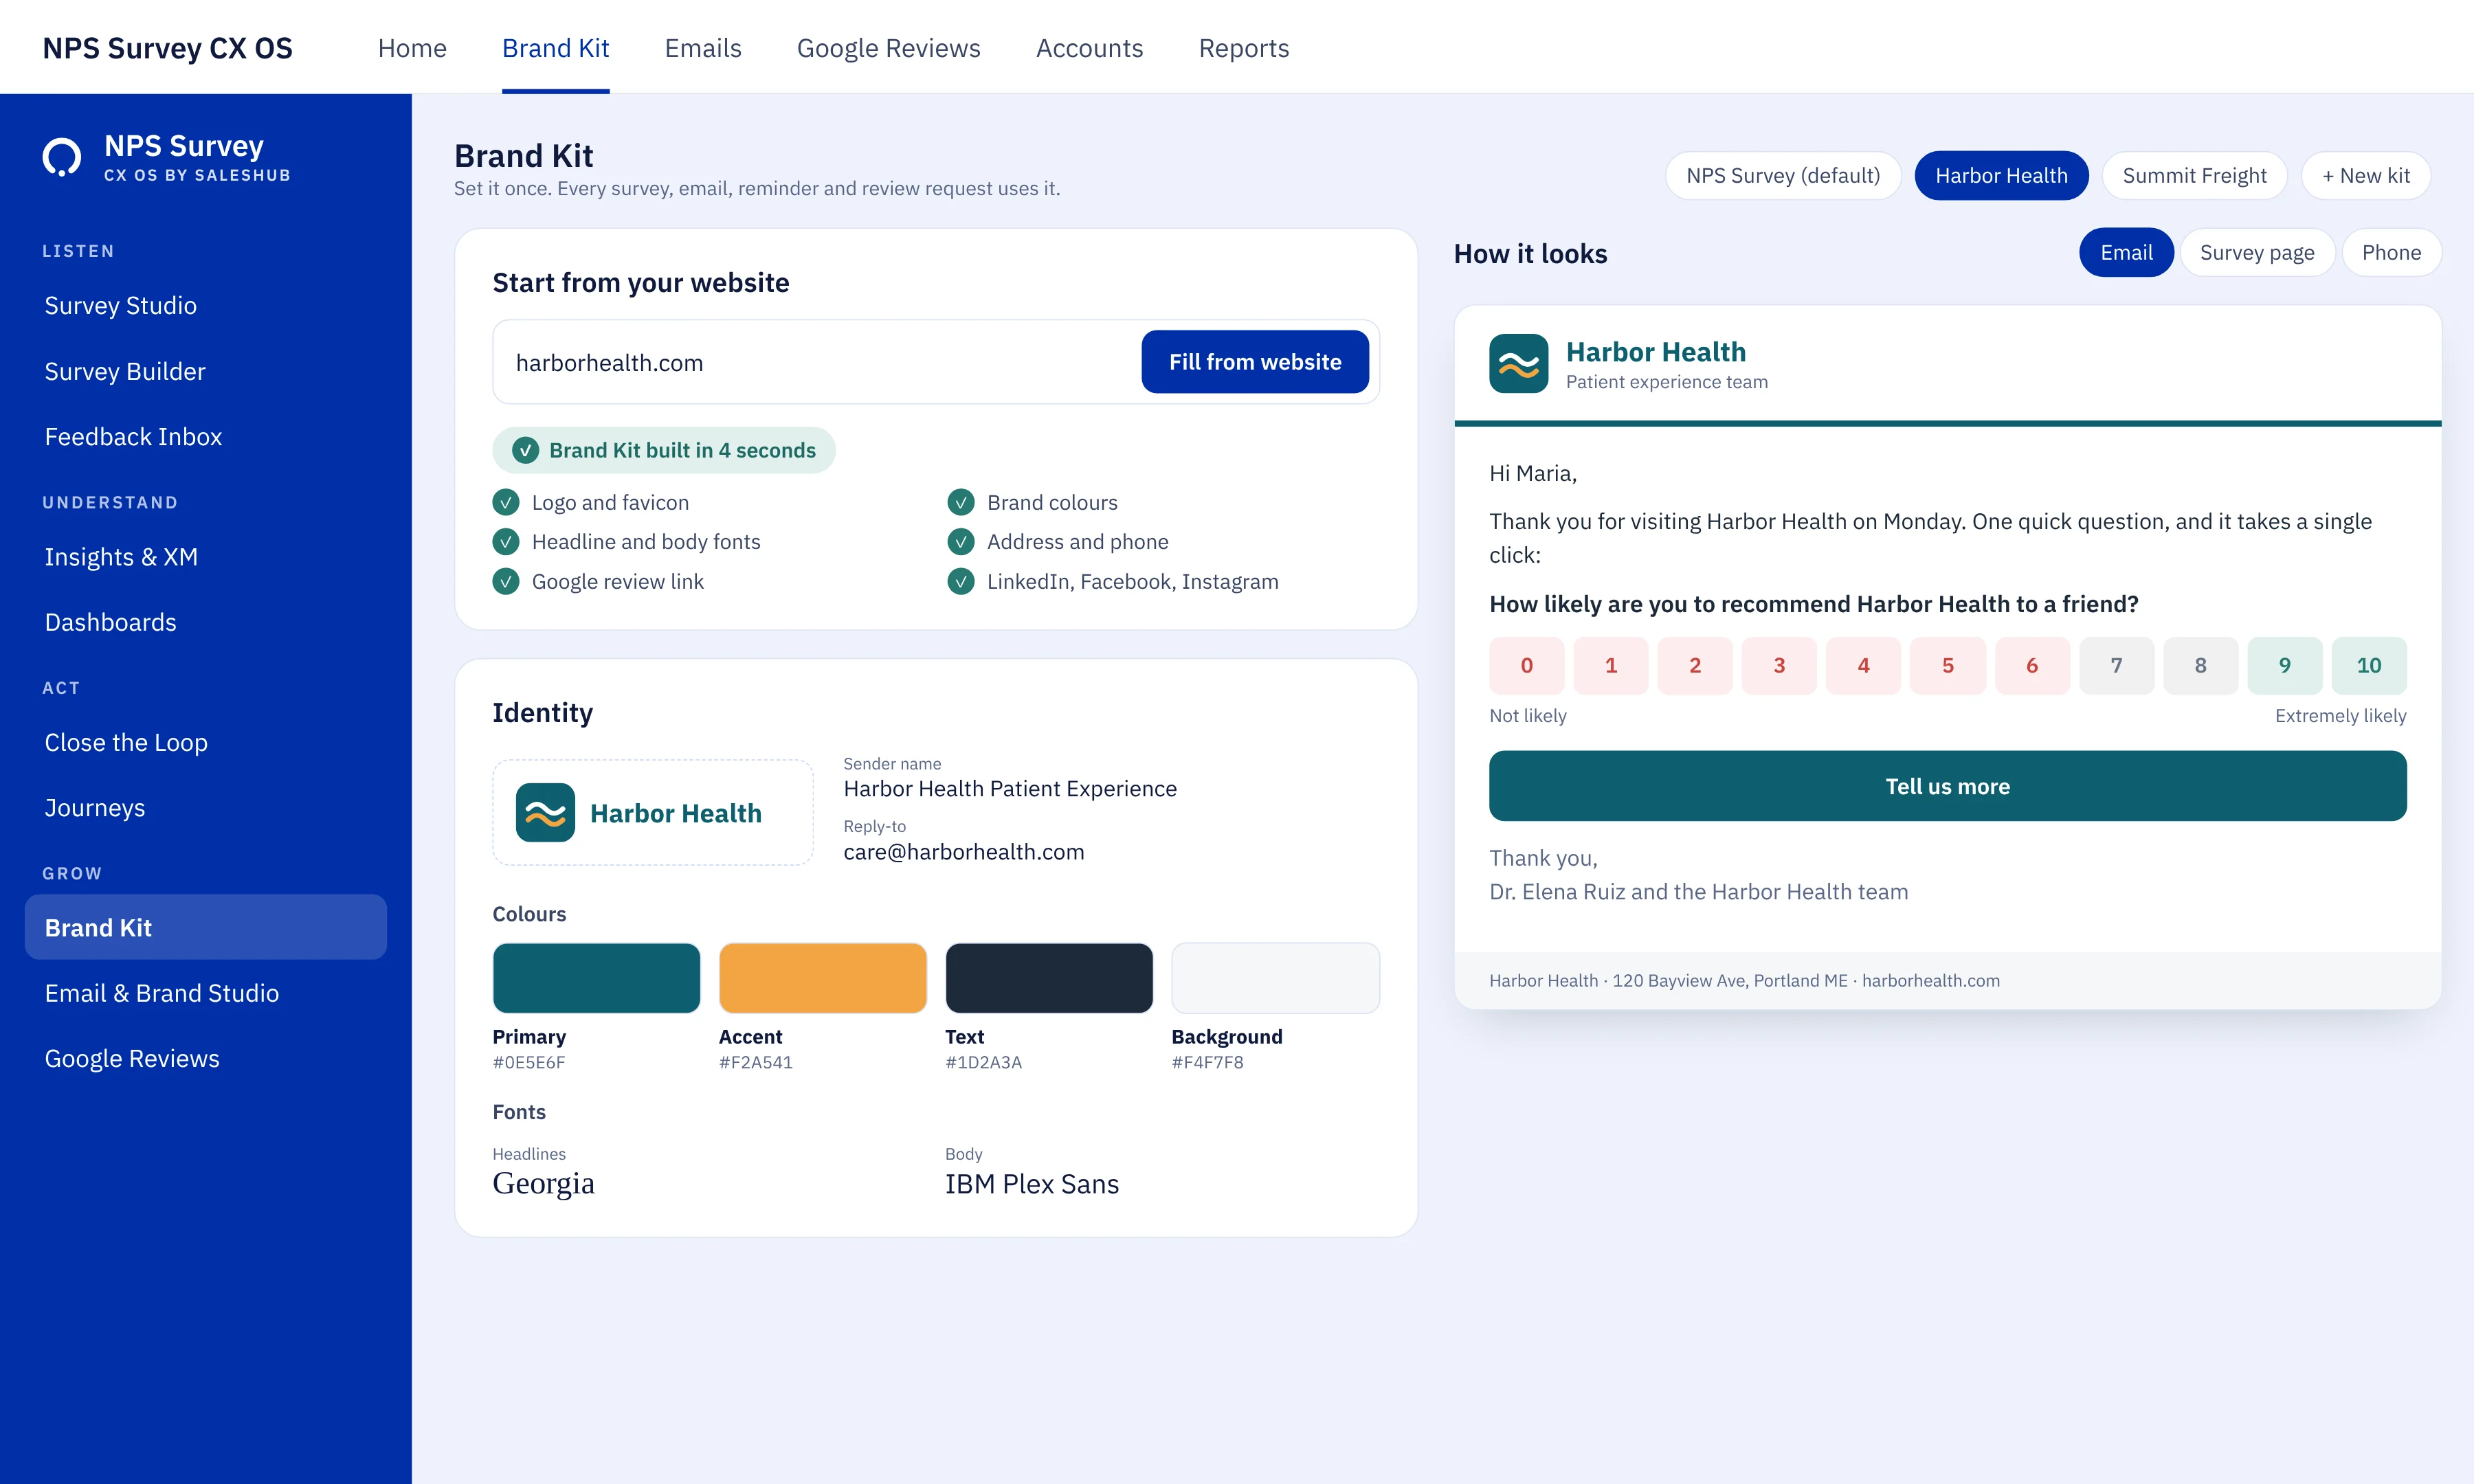 NPS Survey CX OS
Home
Brand Kit
Emails
Google Reviews
Accounts
Reports
NPS Survey
CX OS BY SALESHUB
LISTEN
Survey Studio
Survey Builder
Feedback Inbox
UNDERSTAND
Insights & XM
Dashboards
ACT
Close the Loop
Journeys
GROW
Brand Kit
Email & Brand Studio
Google Reviews
Brand Kit
Set it once. Every survey, email, reminder and review request uses it.
NPS Survey (default)
Harbor Health
Summit Freight
+ New kit
Start from your website
harborhealth.com
Fill from website
Brand Kit built in 4 seconds
Logo and favicon
Brand colours
Headline and body fonts
Address and phone
Google review link
LinkedIn, Facebook, Instagram
Identity
Harbor Health
Sender name
Harbor Health Patient Experience
Reply-to
care@harborhealth.com
Colours
Primary
#0E5E6F
Accent
#F2A541
Text
#1D2A3A
Background
#F4F7F8
Fonts
Headlines
Georgia
Body
IBM Plex Sans
How it looks
Email
Survey page
Phone
Harbor Health
Patient experience team
Hi Maria,
Thank you for visiting Harbor Health on Monday. One quick question, and it takes a single
click:
How likely are you to recommend Harbor Health to a friend?
0 1 2 3 4 5 6 7 8 9 10
Not likely
Extremely likely
Tell us more
Thank you,
Dr. Elena Ruiz and the Harbor Health team
Harbor Health · 120 Bayview Ave, Portland ME · harborhealth.com